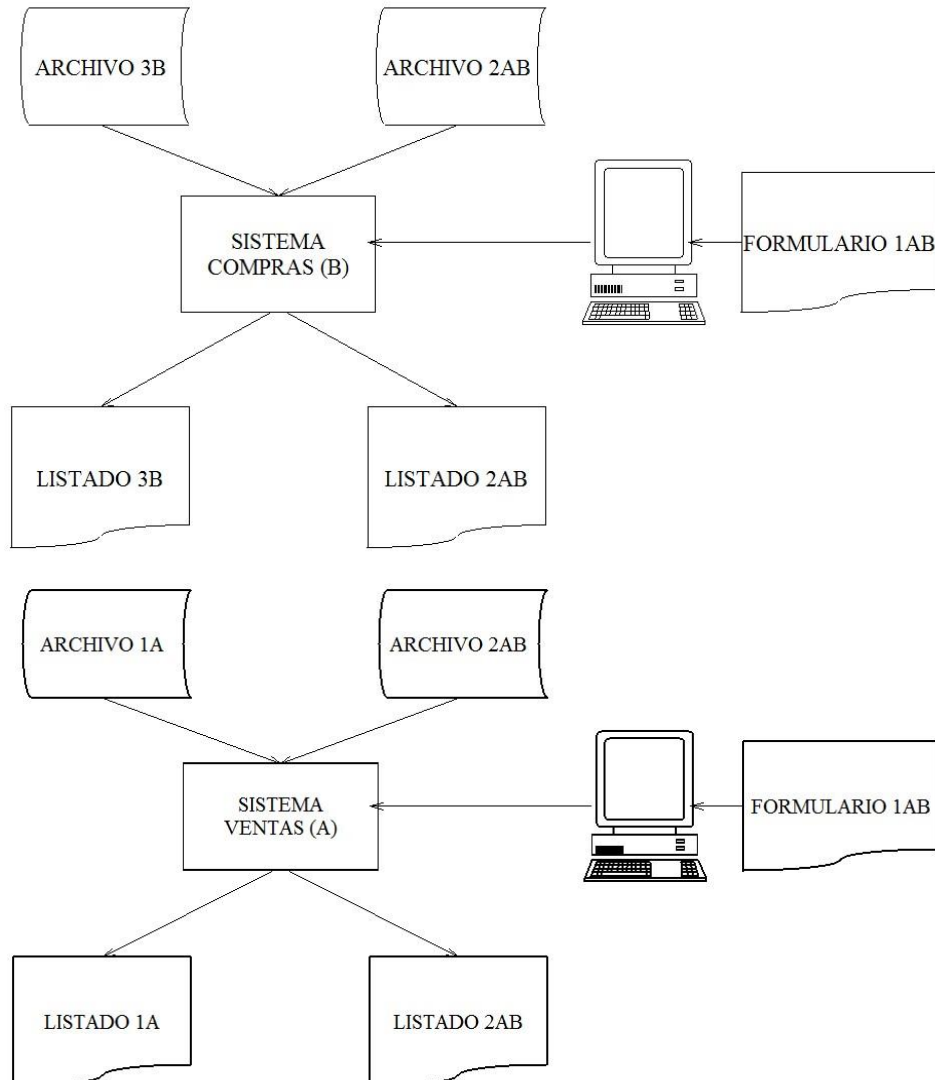 ARCHIVO 3B
ARCHIVO 2AB
SISTEMA
COMPRAS (B)
FORMULARIO 1AB
LISTADO 3B
LISTADO 2AB
ARCHIVO 1A
ARCHIVO 2AB
SISTEMA
VENTAS (A)
FORMULARIO 1AB
LISTADO 1A
LISTADO 2AB